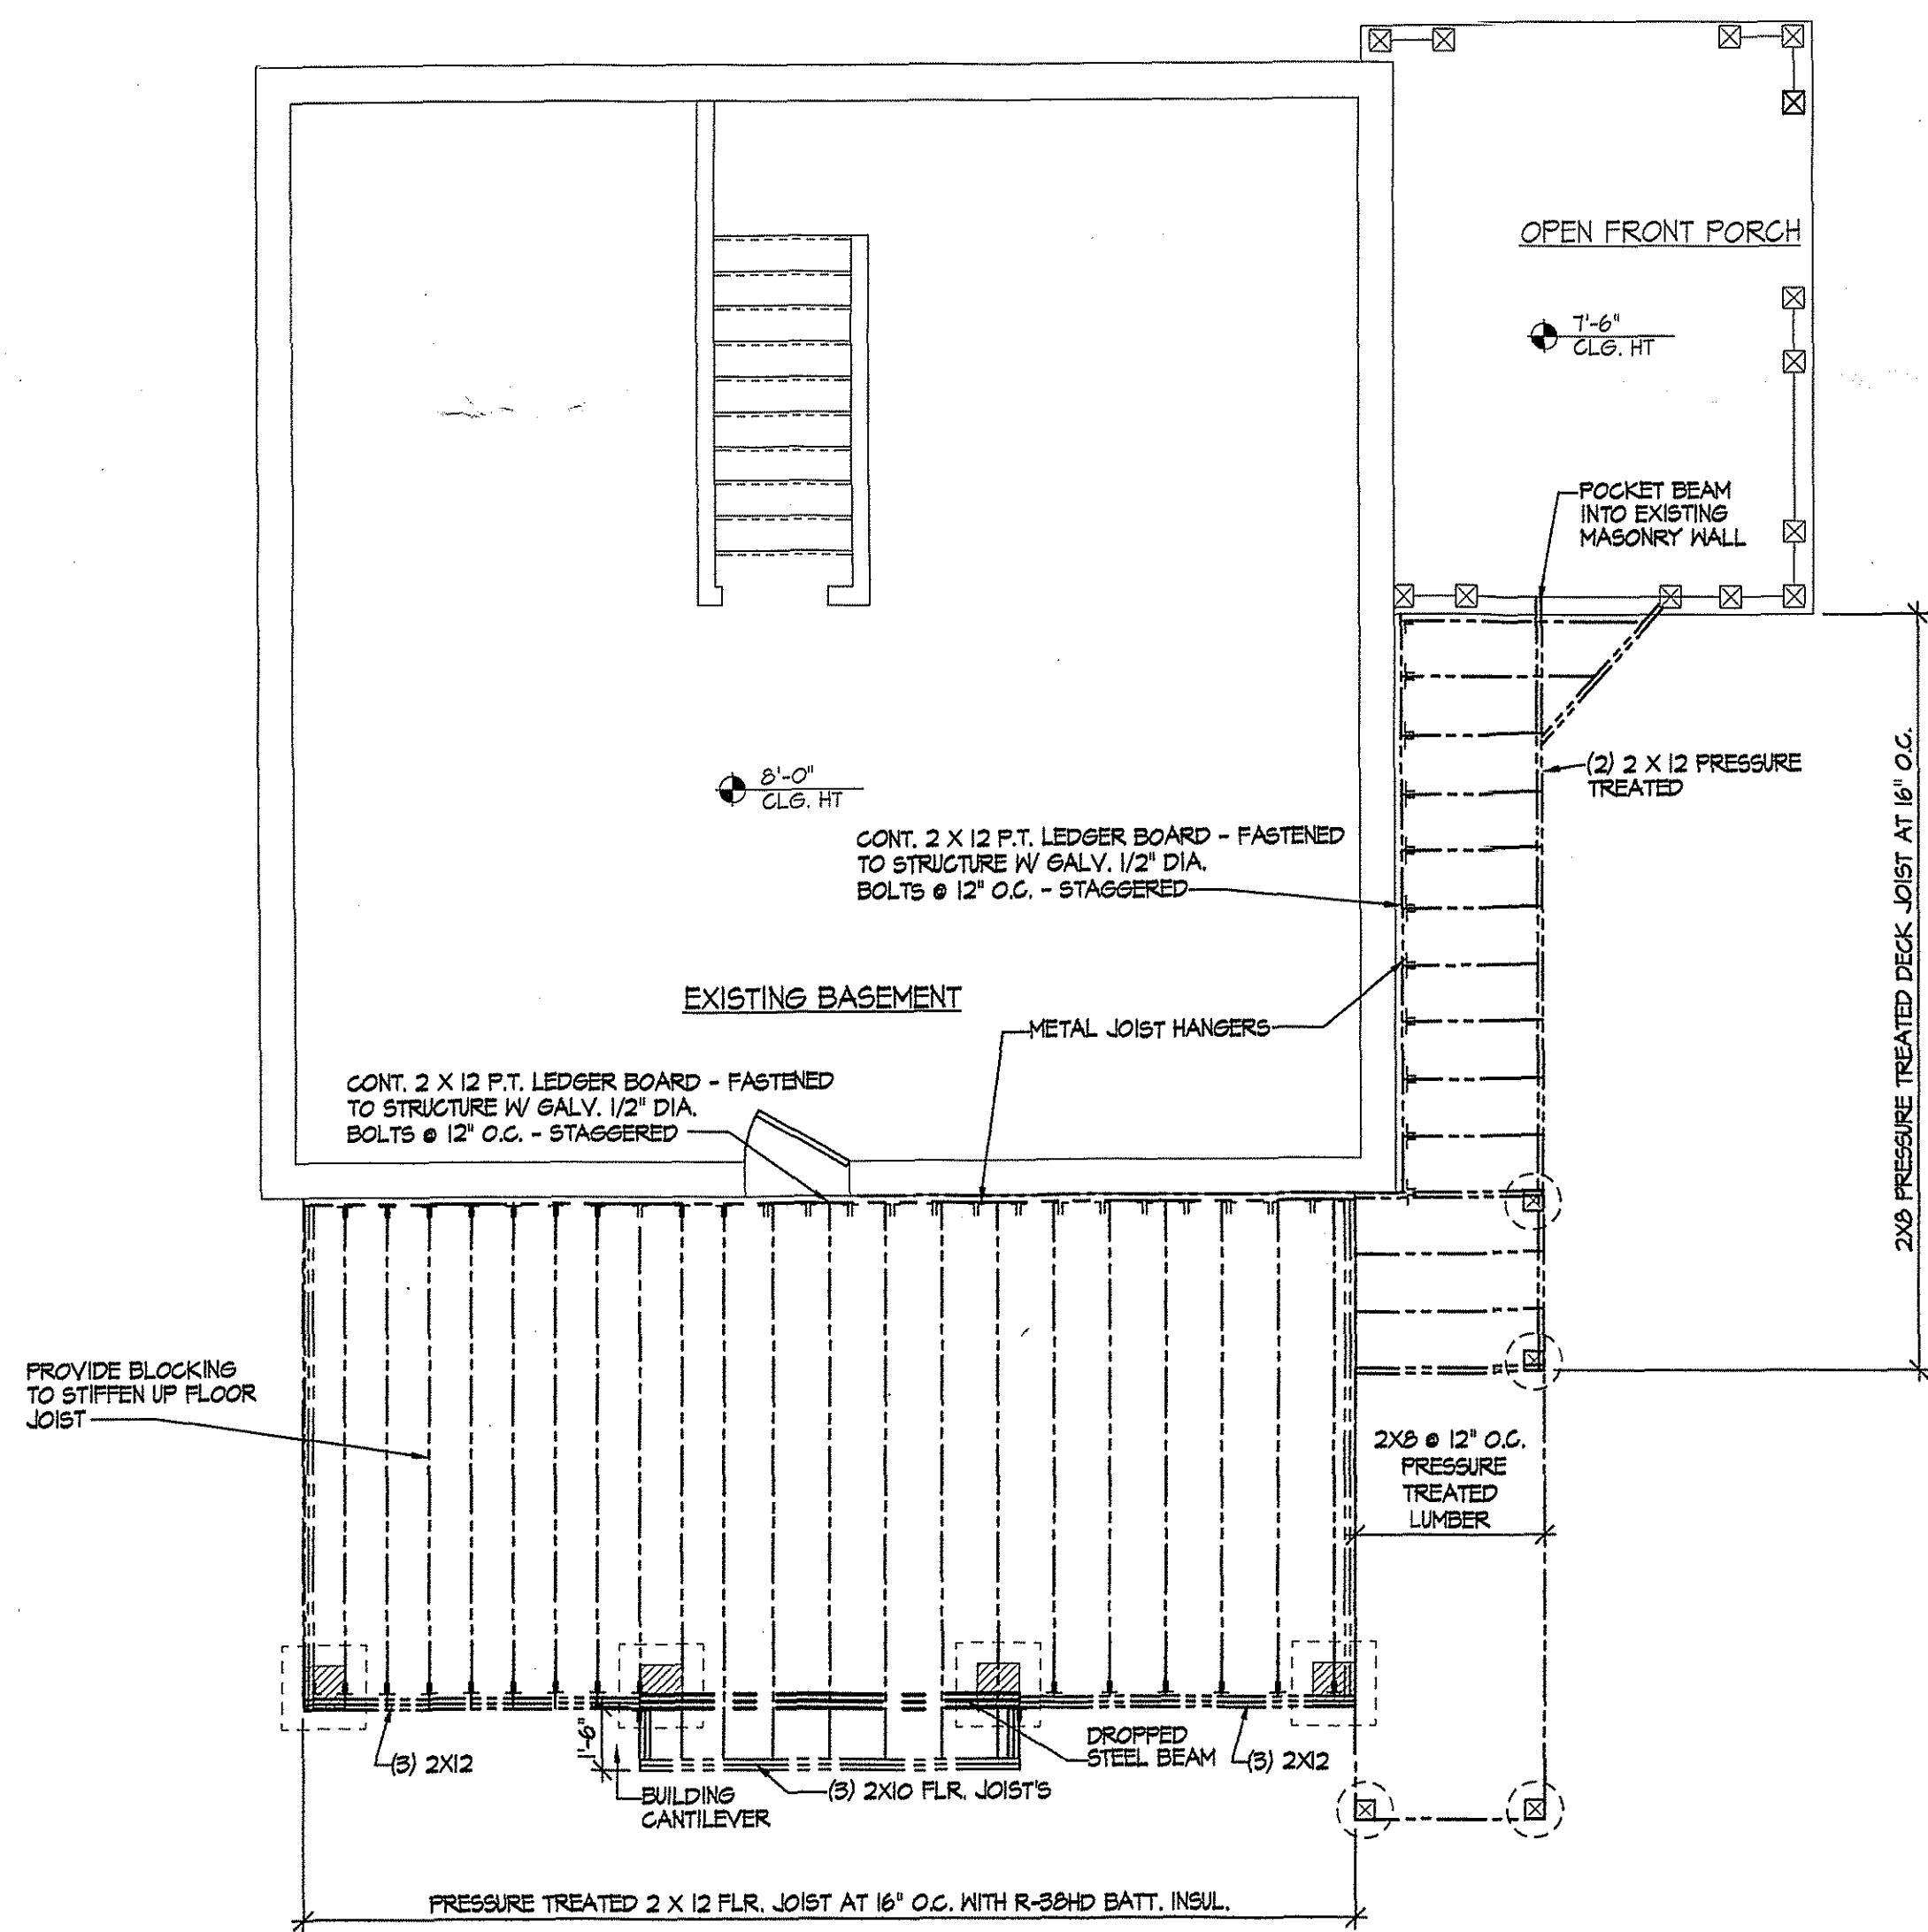 OPEN FRONT PORCH
7'-6"
CLG. HT
POCKET BEAM
INTO EXISTING
MASONRY WALL
(2) 2 X 12 PRESSURE
TREATED
8'-0"
CLG. HT
CONT. 2 X 12 P.T. LEDGER BOARD - FASTENED
TO STRUCTURE W/ GALV. 1/2" DIA.
BOLTS @ 12" O.C. - STAGGERED
2X8 PRESSURE TREATED DECK JOIST AT 16" O.C.
EXISTING BASEMENT
METAL JOIST HANGERS
CONT. 2 X 12 P.T. LEDGER BOARD - FASTENED
TO STRUCTURE W/ GALV. 1/2" DIA.
BOLTS @ 12" O.C. - STAGGERED
PROVIDE BLOCKING
TO STIFFEN UP FLOOR
JOIST
2X8 @ 12" O.C.
PRESSURE
TREATED
LUMBER
1'-6"
(3) 2X12
BUILDING
CANTILEVER
(3) 2X10 FLR. JOIST'S
DROPPED
STEEL BEAM
(3) 2X12
PRESSURE TREATED 2 X 12 FLR. JOIST AT 16" O.C. WITH R-38HD BATT. INSUL.